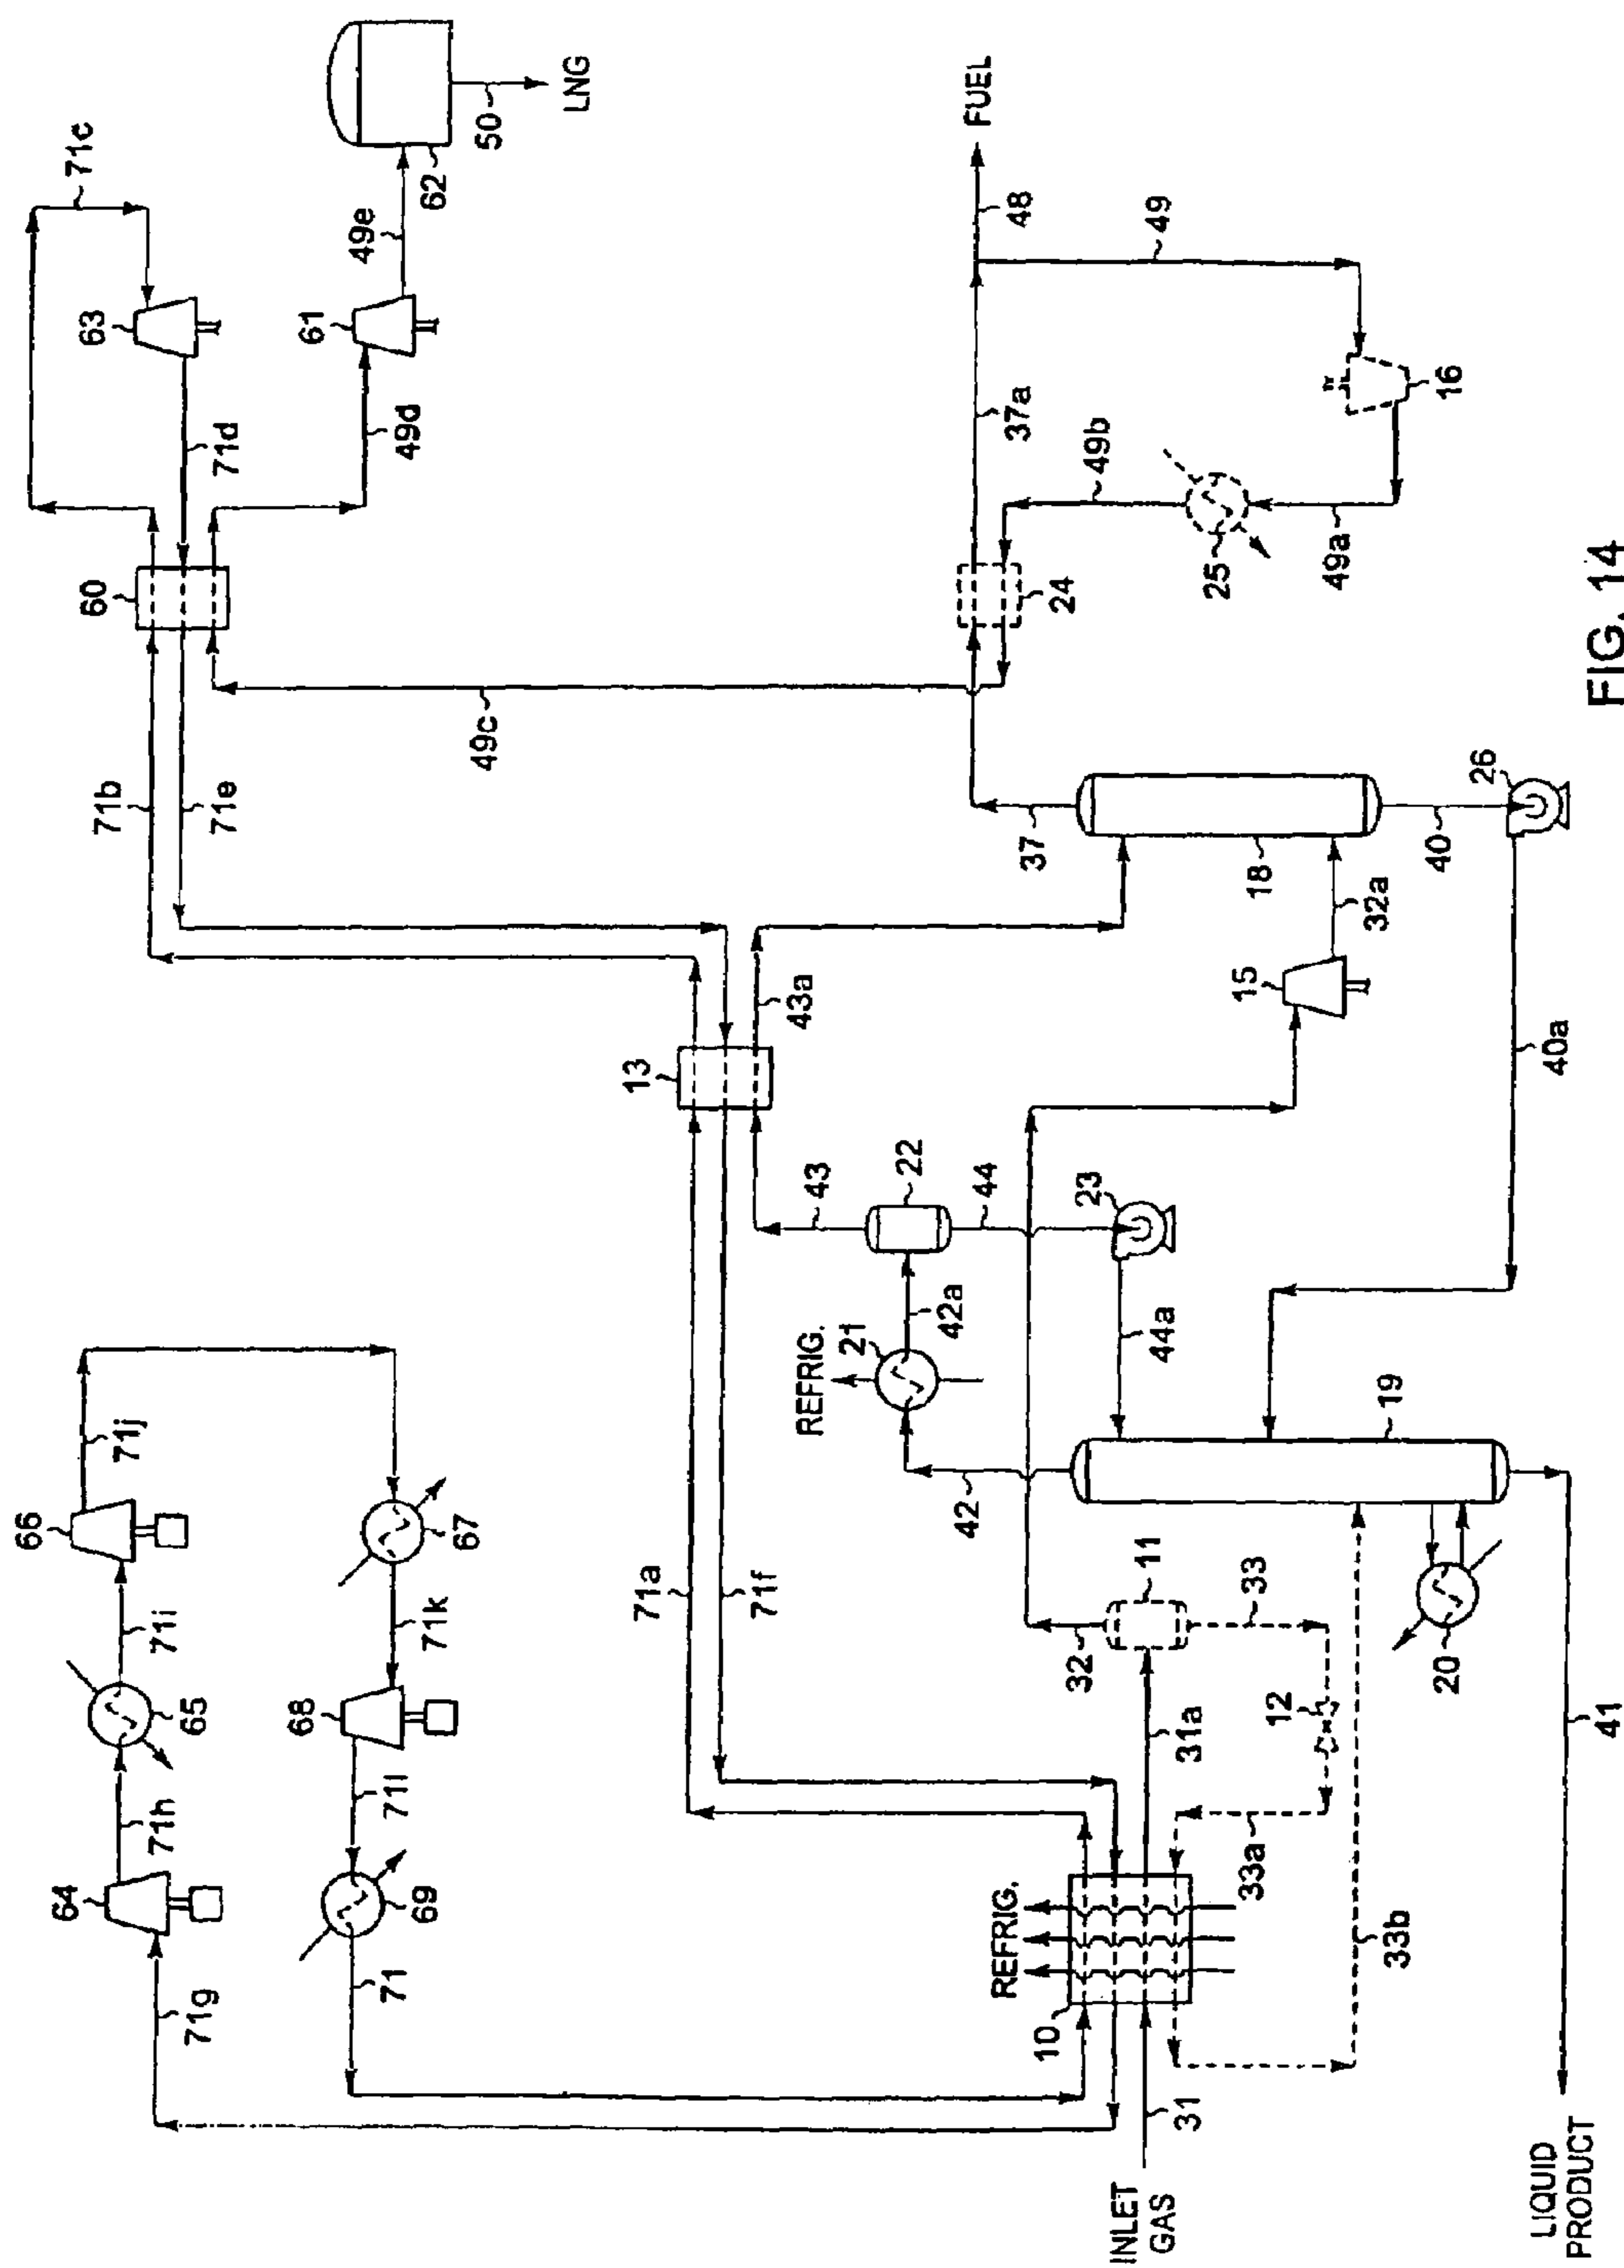 71g
64
71h
65
71i
66
71j
67
71k
68
71l
69
71
71a
71f
71b
71e
60
71c
63
71d
61
49d
49e
62
50
LNG
49c
13
43a
REFRIG.
21
42a
22
43
44
23
44a
42
19
REFRIG.
10
31
INLET
GAS
31a
32
11
33
12
33a
33b
20
41
LIQUID
PRODUCT
15
32a
18
37
40
26
40a
24
37a
48
FUEL
49
16
49a
25
49b
FIG. 14